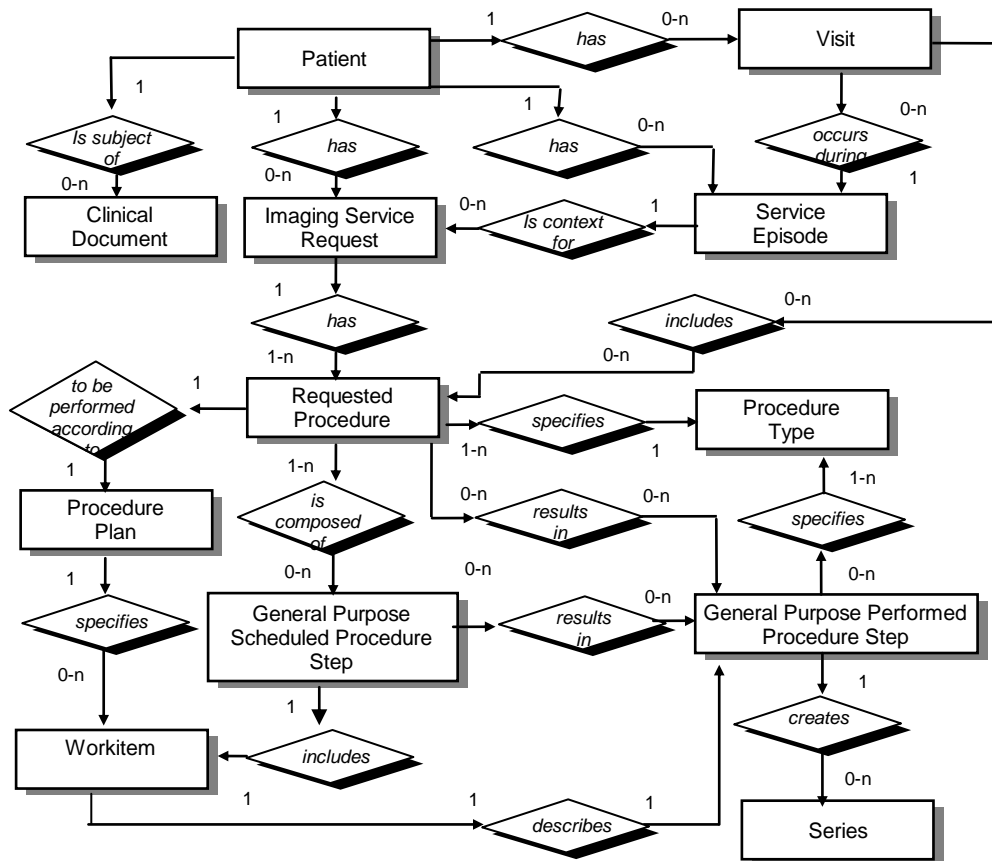 1
0-n
has
Patient
Visit
1
1
1
0-n
0-n
Is subject
of
has
has
occurs
during
0-n
0-n
1
Clinical
Document
Imaging Service
Request
0-n
Is context
for
1
Service
Episode
1
has
includes
0-n
1-n
0-n
to be
performed
according
to
1
Requested
Procedure
specifies
Procedure
Type
1-n
1
1
1-n
1-n
is
composed
of
0-n
results
in
0-n
specifies
Procedure
Plan
1
0-n
0-n
0-n
0-n
specifies
General Purpose
Scheduled Procedure
Step
results
in
General Purpose Performed
Procedure Step
0-n
1
1
Workitem
includes
creates
1
1
1
0-n
describes
Series